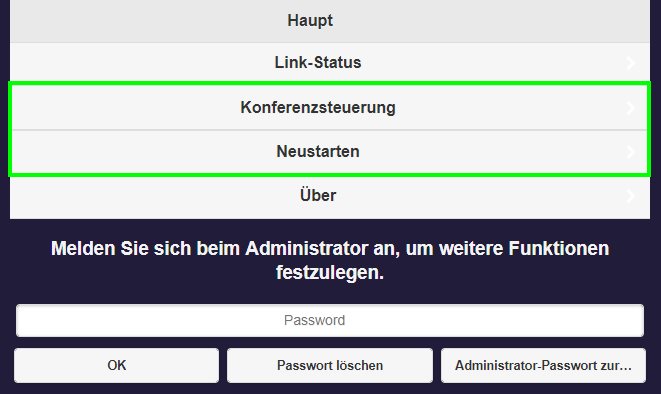 Haupt
Link-Status
Konferenzsteuerung
Neustarten
Über
Melden Sie sich beim Administrator an, um weitere Funktionen
festzulegen.
Password
OK
Passwort löschen
Administrator-Passwort zur...